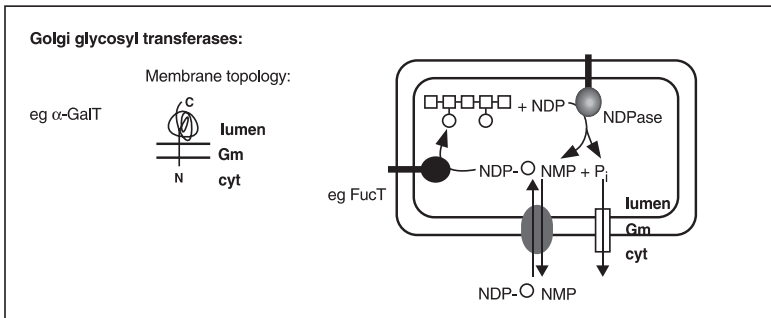 Golgi glycosyl transferases:
Membrane topology:
eg α-GalT
C
lumen
Gm
N
cyt
+ NDP
NDPase
NDP- NMP + Pi
eg FucT
lumen
Gm
cyt
NDP- NMP